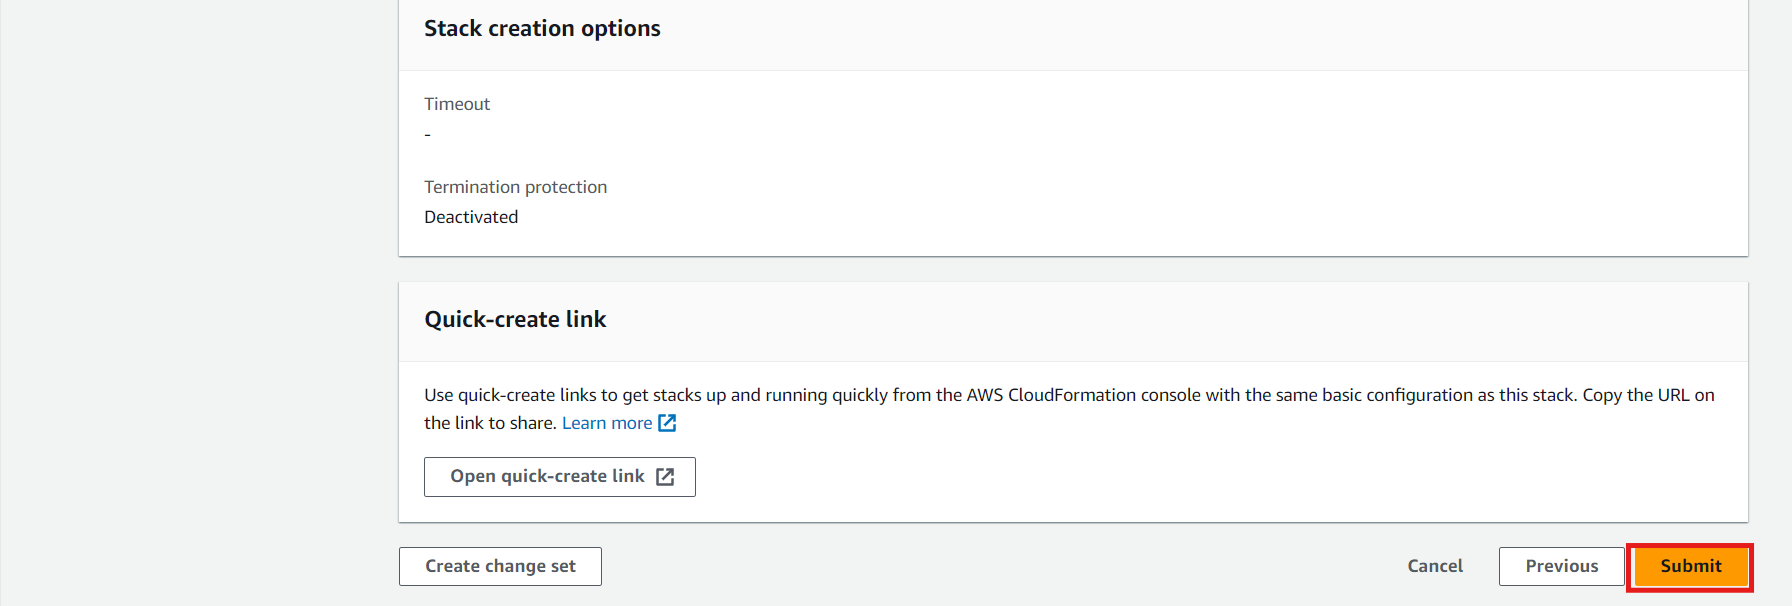 Stack creation options
Timeout
-
Termination protection
Deactivated
Quick-create link
Use quick-create links to get stacks up and running quickly from the AWS CloudFormation console with the same basic configuration as this stack. Copy the URL on
the link to share. Learn more
Open quick-create link
Create change set
Cancel
Previous
Submit